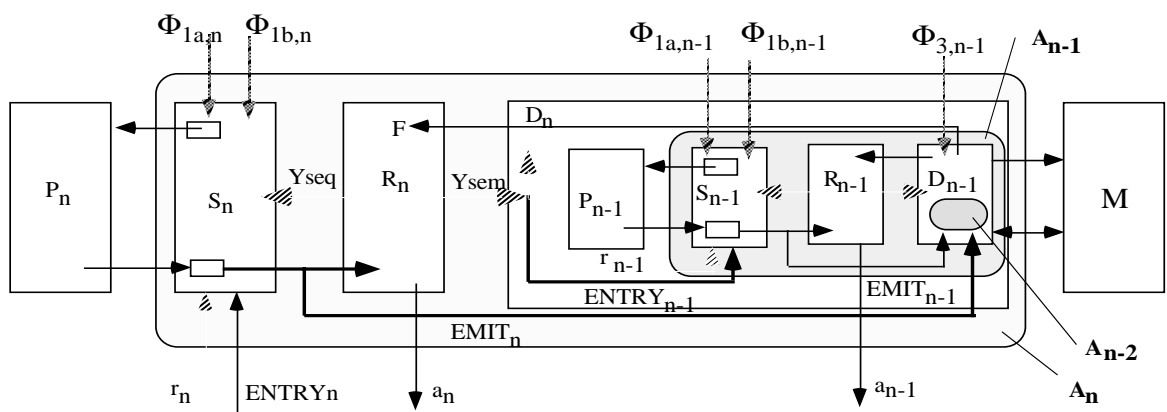 Φ1a,n Φ1b,n Φ1a,n-1 Φ1b,n-1 Φ3,n-1 An-1
Dn
F
Pn Sn Yseq Rn Ysem Pn-1 Sn-1 Rn-1 Dn-1 M
rn-1
ENTRYn-1 EMITn-1
EMITn
An-2
rn ENTRYn an an-1 An